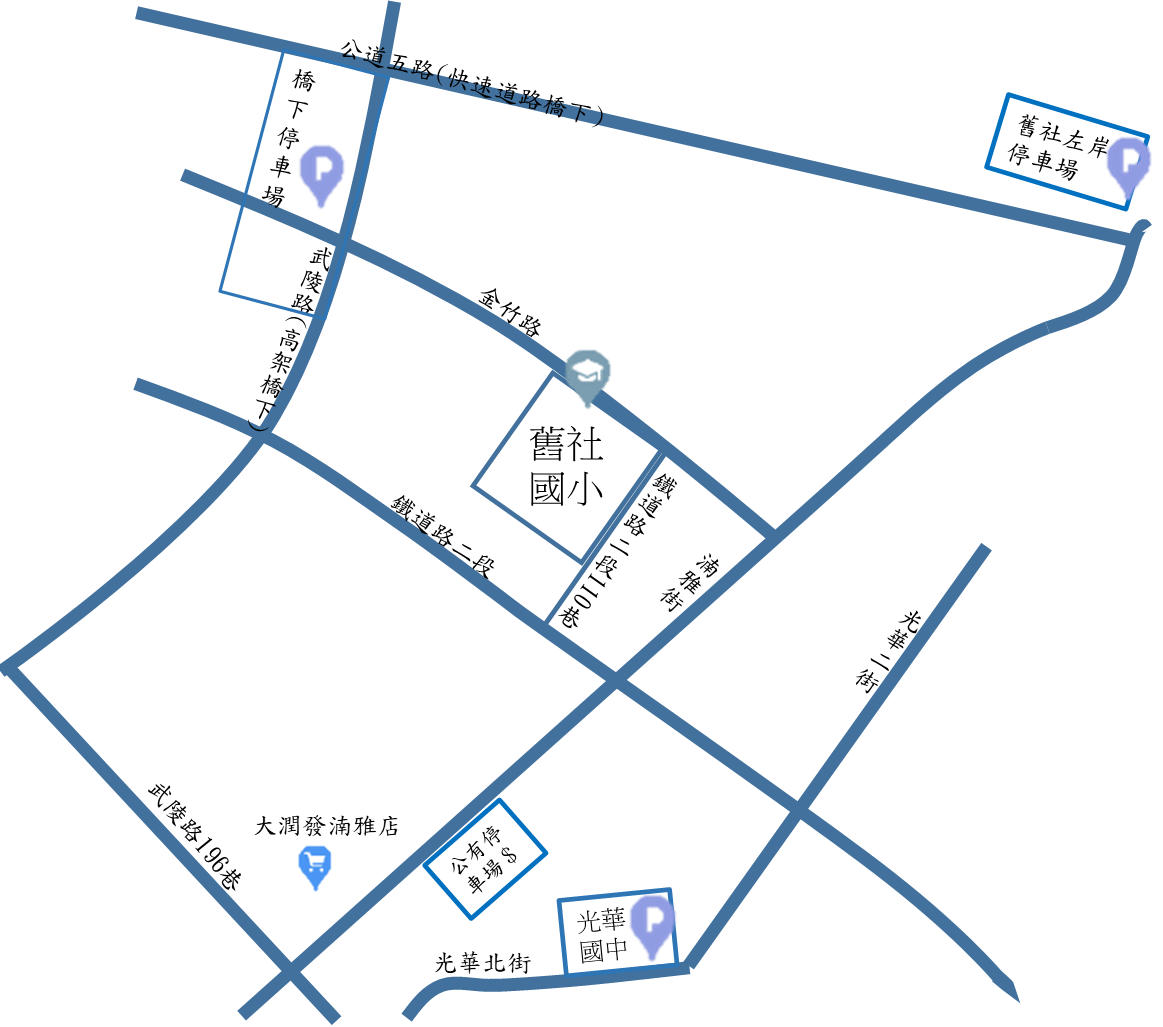 公道五路(快速道路橋下)
橋下停車場
舊社左岸
停車場
武陵路(高架橋下)
金竹路
舊社
國小
鐵道路二段110巷
鐵道路二段
湳雅街
光華二街
武陵路196巷
大潤發湳雅店
公有停
車場$
光華
國中
光華北街